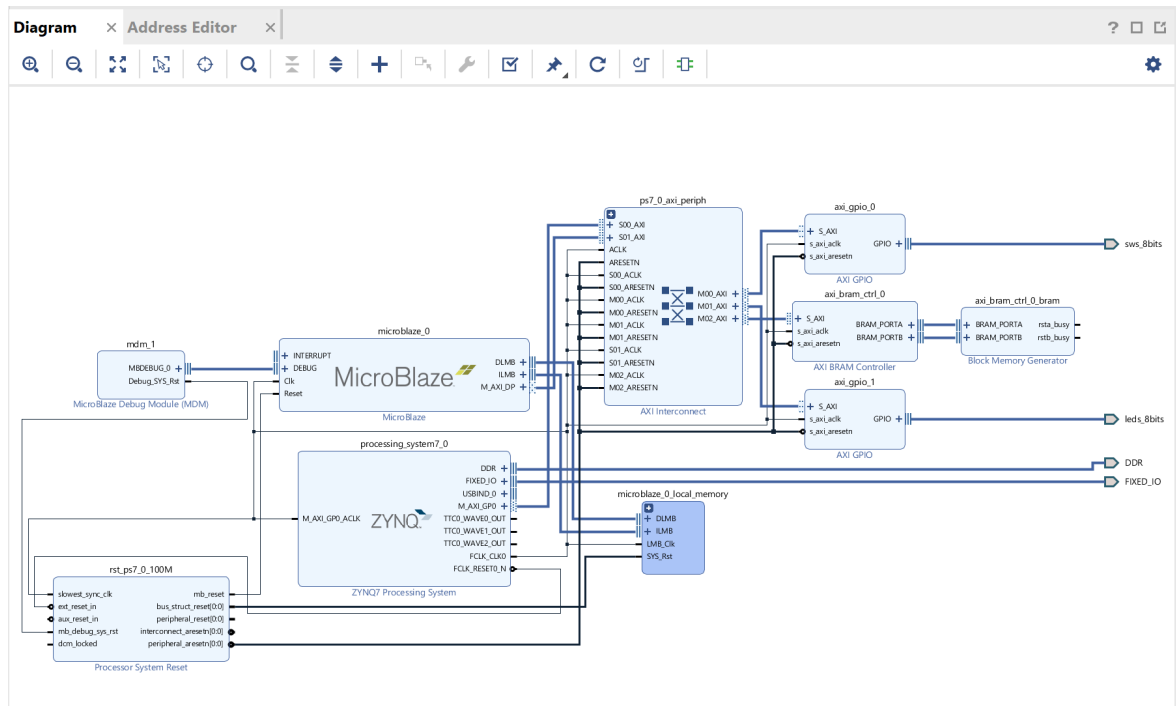 Diagram × Address Editor ×
ps7_0_axi_periph
S00_AXI
S01_AXI
ACLK
ARESETN
S00_ACLK
S00_ARESETN
M00_ACLK
M00_ARESETN
M01_ACLK
M01_ARESETN
S01_ACLK
S01_ARESETN
M02_ACLK
M02_ARESETN
M00_AXI
M01_AXI
M02_AXI
AXI Interconnect
axi_gpio_0
S_AXI
s_axi_aclk
s_axi_aresetn
GPIO
AXI GPIO
sws_8bits
axi_bram_ctrl_0
S_AXI
s_axi_aclk
s_axi_aresetn
BRAM_PORTA
BRAM_PORTB
AXI BRAM Controller
axi_bram_ctrl_0_bram
BRAM_PORTA
BRAM_PORTB
rsta_busy
rstb_busy
Block Memory Generator
axi_gpio_1
S_AXI
s_axi_aclk
s_axi_aresetn
GPIO
AXI GPIO
leds_8bits
DDR
FIXED_IO
mdm_1
MBDEBUG_0
Debug_SYS_Rst
MicroBlaze Debug Module (MDM)
microblaze_0
INTERRUPT
DEBUG
Clk
Reset
MicroBlaze
DLMB
ILMB
M_AXI_DP
MicroBlaze
processing_system7_0
M_AXI_GP0_ACLK
ZYNQ
DDR
FIXED_IO
USBIND_0
M_AXI_GP0
TTC0_WAVE0_OUT
TTC0_WAVE1_OUT
TTC0_WAVE2_OUT
FCLK_CLK0
FCLK_RESET0_N
ZYNQ7 Processing System
microblaze_0_local_memory
DLMB
ILMB
LMB_Clk
SYS_Rst
rst_ps7_0_100M
slowest_sync_clk
ext_reset_in
aux_reset_in
mb_debug_sys_rst
dcm_locked
mb_reset
bus_struct_reset[0:0]
peripheral_reset[0:0]
interconnect_aresetn[0:0]
peripheral_aresetn[0:0]
Processor System Reset